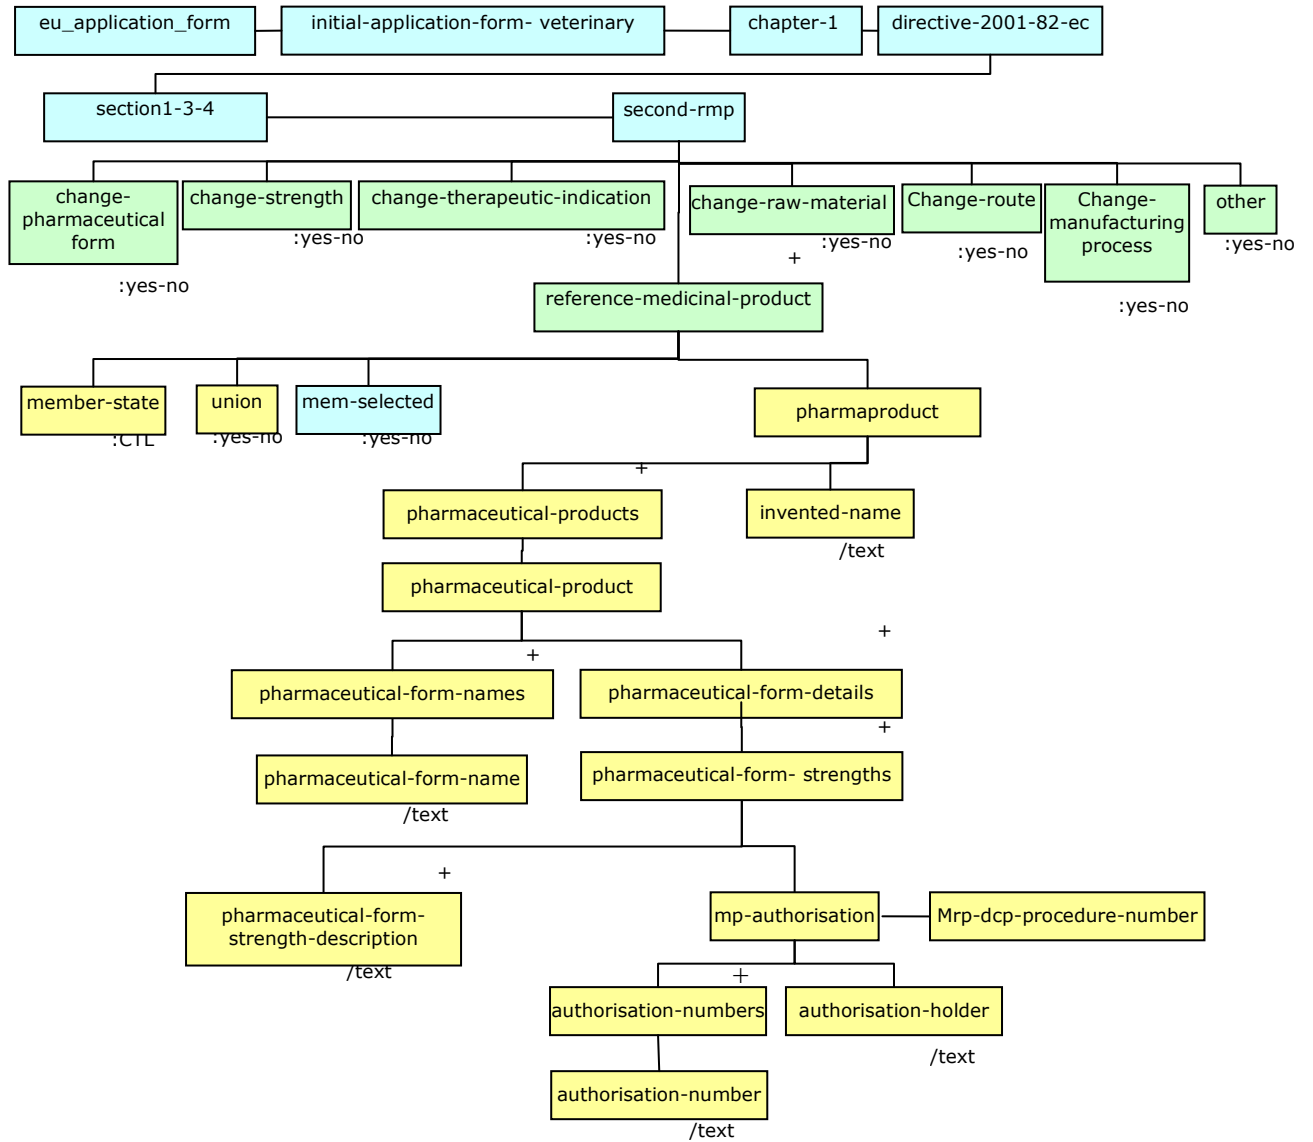 eu_application_form
initial-application-form- veterinary
chapter-1
directive-2001-82-ec
section1-3-4
second-rmp
change-
pharmaceutical
form
:yes-no
change-strength
:yes-no
change-therapeutic-indication
:yes-no
change-raw-material
:yes-no
+
Change-route
:yes-no
Change-
manufacturing
process
:yes-no
other
:yes-no
reference-medicinal-product
member-state
:CTL
union
:yes-no
mem-selected
:yes-no
pharmaproduct
+
pharmaceutical-products
invented-name
/text
pharmaceutical-product
+
+
pharmaceutical-form-names
pharmaceutical-form-details
+
pharmaceutical-form-name
/text
pharmaceutical-form- strengths
+
pharmaceutical-form-
strength-description
/text
mp-authorisation
Mrp-dcp-procedure-number
+
authorisation-numbers
authorisation-holder
/text
authorisation-number
/text